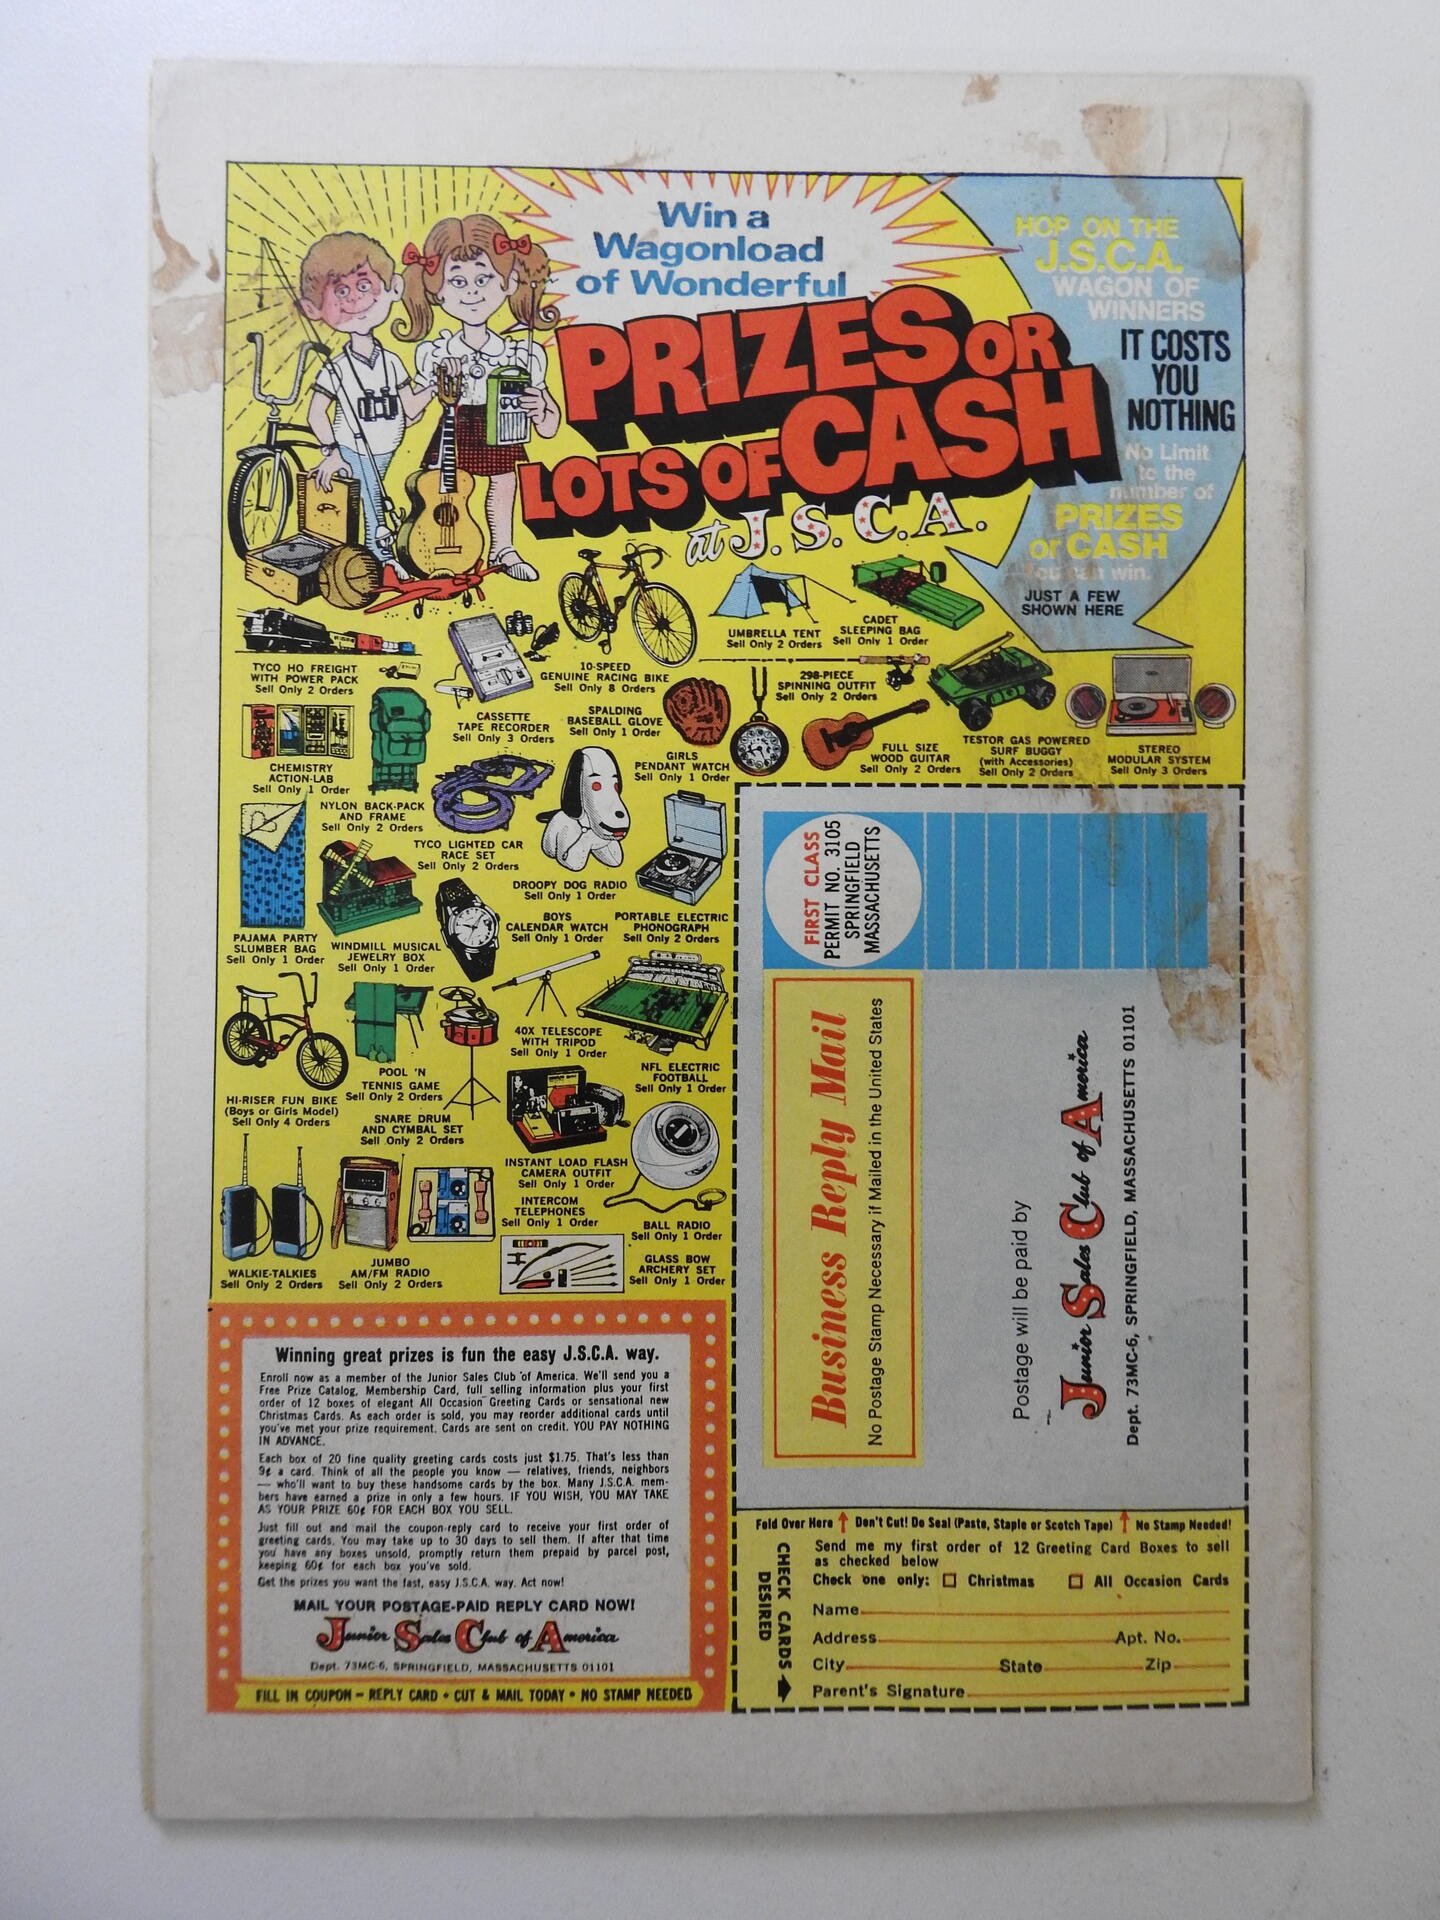 Win a
Wagonload
of Wonderful
PRIZES OR
LOTS OF CASH
at J.S.C.A.
HOP ON THE
J.S.C.A.
WAGON OF
WINNERS
IT COSTS
YOU
NOTHING
No Limit
to the
number of
PRIZES
or CASH
You can win.
JUST A FEW
SHOWN HERE
TYCO HO FREIGHT
WITH POWER PACK
Sell Only 2 Orders
CASSETTE
TAPE RECORDER
Sell Only 3 Orders
10-SPEED
GENUINE RACING BIKE
Sell Only 8 Orders
UMBRELLA TENT
Sell Only 2 Orders
CADET
SLEEPING BAG
Sell Only 1 Order
298-PIECE
SPINNING OUTFIT
Sell Only 2 Orders
SPALDING
BASEBALL GLOVE
Sell Only 1 Order
GIRLS
PENDANT WATCH
Sell Only 1 Order
FULL SIZE
WOOD GUITAR
Sell Only 2 Orders
TESTOR GAS POWERED
SURF BUGGY
(with Accessories)
Sell Only 2 Orders
STEREO
MODULAR SYSTEM
Sell Only 3 Orders
CHEMISTRY
ACTION-LAB
Sell Only 1 Order
NYLON BACK-PACK
AND FRAME
Sell Only 2 Orders
TYCO LIGHTED CAR
RACE SET
Sell Only 2 Orders
DROOPY DOG RADIO
Sell Only 1 Order
PORTABLE ELECTRIC
PHONOGRAPH
Sell Only 2 Orders
PAJAMA PARTY
SLUMBER BAG
Sell Only 1 Order
WINDMILL MUSICAL
JEWELRY BOX
Sell Only 1 Order
BOYS
CALENDAR WATCH
Sell Only 1 Order
40X TELESCOPE
WITH TRIPOD
Sell Only 1 Order
NFL ELECTRIC
FOOTBALL
Sell Only 1 Order
HI-RISER FUN BIKE
(Boys or Girls Model)
Sell Only 4 Orders
POOL 'N
TENNIS GAME
Sell Only 2 Orders
SNARE DRUM
AND CYMBAL SET
Sell Only 2 Orders
INSTANT LOAD FLASH
CAMERA OUTFIT
Sell Only 1 Order
INTERCOM
TELEPHONES
Sell Only 1 Order
BALL RADIO
Sell Only 1 Order
WALKIE-TALKIES
Sell Only 2 Orders
JUMBO
AM/FM RADIO
Sell Only 2 Orders
GLASS BOW
ARCHERY SET
Sell Only 1 Order
Winning great prizes is fun the easy J.S.C.A. way.
Enroll now as a member of the Junior Sales Club of America. We'll send you a
Free Prize Catalog, Membership Card, full selling information plus your first
order of 12 boxes of elegant All Occasion Greeting Cards or sensational new
Christmas Cards. As each order is sold, you may reorder additional cards until
you've met your prize requirement. Cards are sent on credit. YOU PAY NOTHING
IN ADVANCE.
Each box of 20 fine quality greeting cards costs just $1.75. That's less than
9¢ a card. Think of all the people you know — relatives, friends, neighbors
— who'll want to buy these handsome cards by the box. Many J.S.C.A. mem-
bers have earned a prize in only a few hours. IF YOU WISH, YOU MAY TAKE
AS YOUR PRIZE 60¢ FOR EACH BOX YOU SELL.
Just fill out and mail the coupon-reply card to receive your first order of
greeting cards. You may take up to 30 days to sell them. If after that time
you have any boxes unsold, promptly return them prepaid by parcel post,
keeping 60¢ for each box you've sold.
Get the prizes you want the fast, easy J.S.C.A. way. Act now!
MAIL YOUR POSTAGE-PAID REPLY CARD NOW!
Junior Sales Club of America
Dept. 73MC-6, SPRINGFIELD, MASSACHUSETTS 01101
FILL IN COUPON – REPLY CARD • CUT & MAIL TODAY • NO STAMP NEEDED
FIRST CLASS
PERMIT NO. 3105
SPRINGFIELD
MASSACHUSETTS
Business Reply Mail
No Postage Stamp Necessary if Mailed in the United States
Postage will be paid by
Junior Sales Club of America
Dept. 73MC-6, SPRINGFIELD, MASSACHUSETTS 01101
Fold Over Here Don't Cut! Do Seal (Paste, Staple or Scotch Tape) No Stamp Needed!
CHECK CARDS
DESIRED
Send me my first order of 12 Greeting Card Boxes to sell
as checked below
Check one only: Christmas All Occasion Cards
Name
Address Apt. No.
City State Zip
Parent's Signature